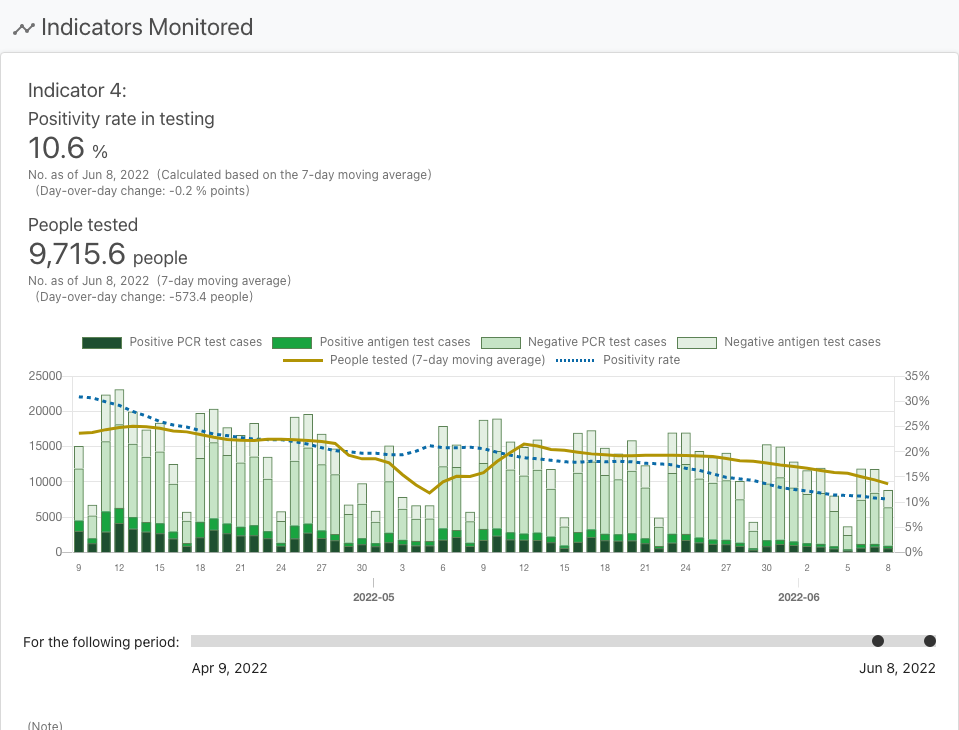 Indicators Monitored
Indicator 4:
Positivity rate in testing
10.6 %
No. as of Jun 8, 2022 (Calculated based on the 7-day moving average)
(Day-over-day change: -0.2 % points)
People tested
9,715.6 people
No. as of Jun 8, 2022 (7-day moving average)
(Day-over-day change: -573.4 people)
Positive PCR test cases Positive antigen test cases Negative PCR test cases Negative antigen test cases
People tested (7-day moving average) Positivity rate
25000 35%
30%
20000
25%
15000 20%
15%
10000
10%
5000
5%
0 0%
9 12 15 18 21 24 27 30 3 6 9 12 15 18 21 24 27 30 2 5 8
2022-05 2022-06
For the following period:
Apr 9, 2022 Jun 8, 2022
(Note)